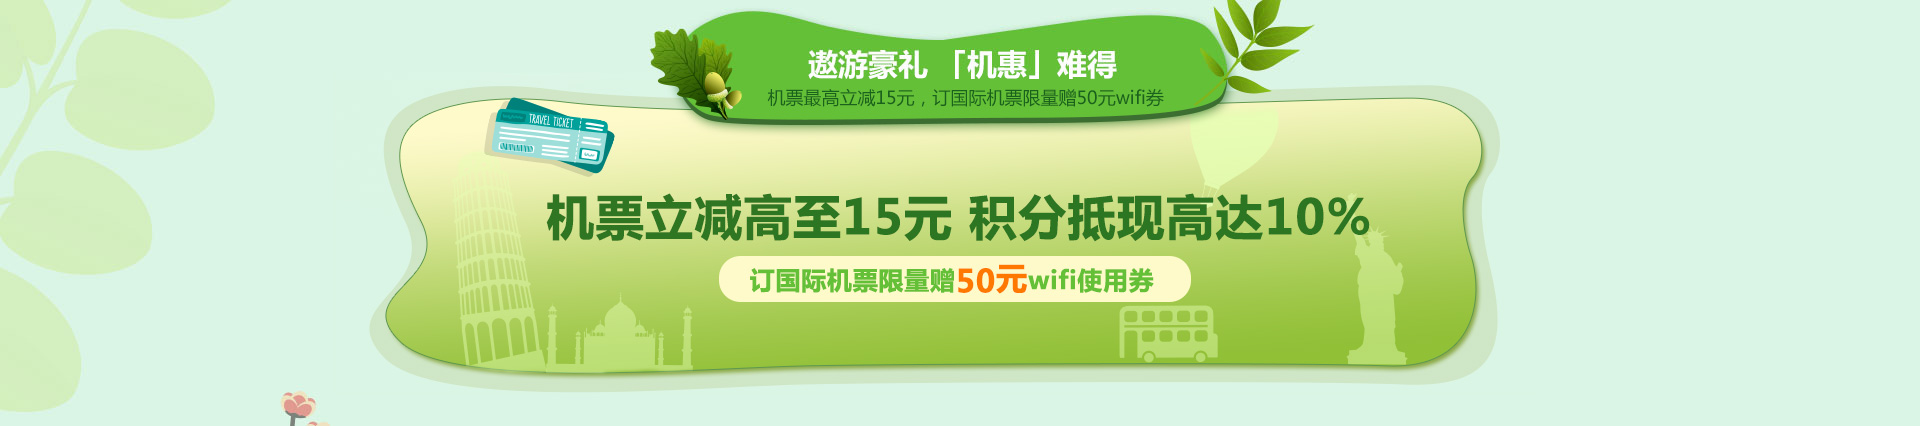 遨游豪礼 「机惠」难得
机票最高立减15元，订国际机票限量赠50元wifi券
TRAVEL TICKET
机票立减高至15元 积分抵现高达10%
订国际机票限量赠50元wifi使用券